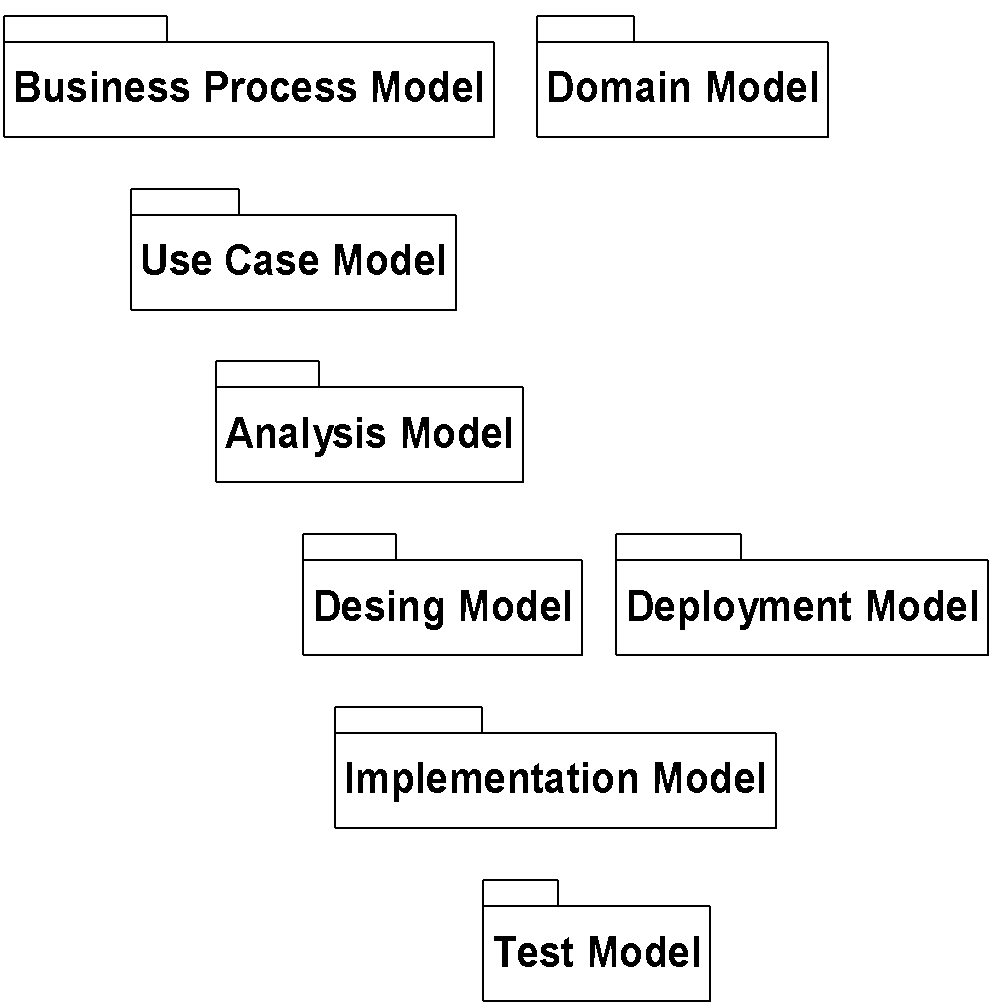 Business Process Model
Domain Model
Use Case Model
Analysis Model
Desing Model
Deployment Model
Implementation Model
Test Model